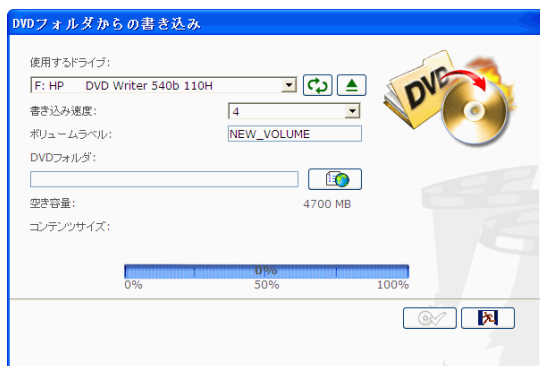 DVDフォルダからの書き込み
使用するドライブ:
F: HP DVD Writer 540b 110H
書き込み速度:
4
ボリュームラベル:
NEW_VOLUME
DVDフォルダ:
空き容量:
4700 MB
コンテンツサイズ:
0%
0%
50%
100%
DVD